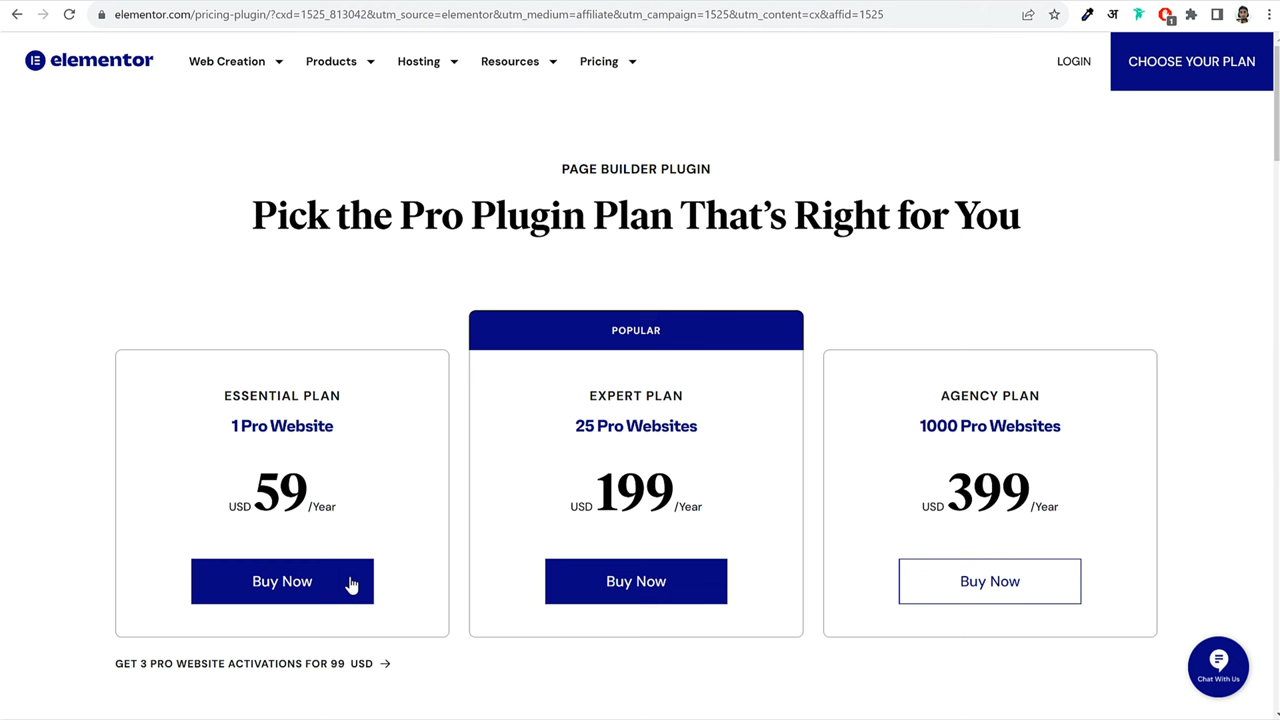 elementor.com/pricing-plugin/?cxd=1525_813042&utm_source=elementor&utm_medium=affiliate&utm_campaign=1525&utm_content=cx&affid=1525
अ
1
elementor
Web Creation
Products
Hosting
Resources
Pricing
LOGIN
CHOOSE YOUR PLAN
PAGE BUILDER PLUGIN
Pick the Pro Plugin Plan That's Right for You
ESSENTIAL PLAN
1 Pro Website
USD 59 /Year
Buy Now
POPULAR
EXPERT PLAN
25 Pro Websites
USD 199 /Year
Buy Now
AGENCY PLAN
1000 Pro Websites
USD 399 /Year
Buy Now
GET 3 PRO WEBSITE ACTIVATIONS FOR 99 USD →
Chat With Us